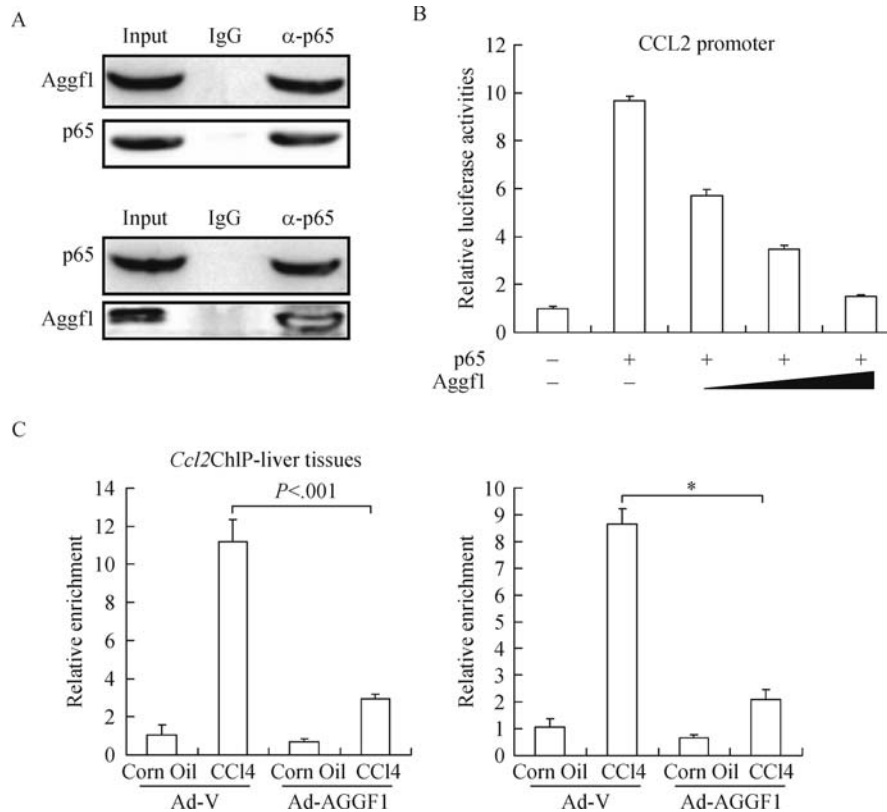 A
Input IgG α-p65
Aggf1
p65
Input IgG α-p65
p65
Aggf1
B
CCL2 promoter
Relative luciferase activities
12
10
8
6
4
2
0
p65 – + + + +
Aggf1 – –
C
Ccl2ChIP-liver tissues
P<.001
Relative enrichment
14
12
10
8
6
4
2
0
Corn Oil CCl4 Corn Oil CCl4
Ad-V Ad-AGGF1
*
Relative enrichment
10
9
8
7
6
5
4
3
2
1
0
Corn Oil CCl4 Corn Oil CCl4
Ad-V Ad-AGGF1